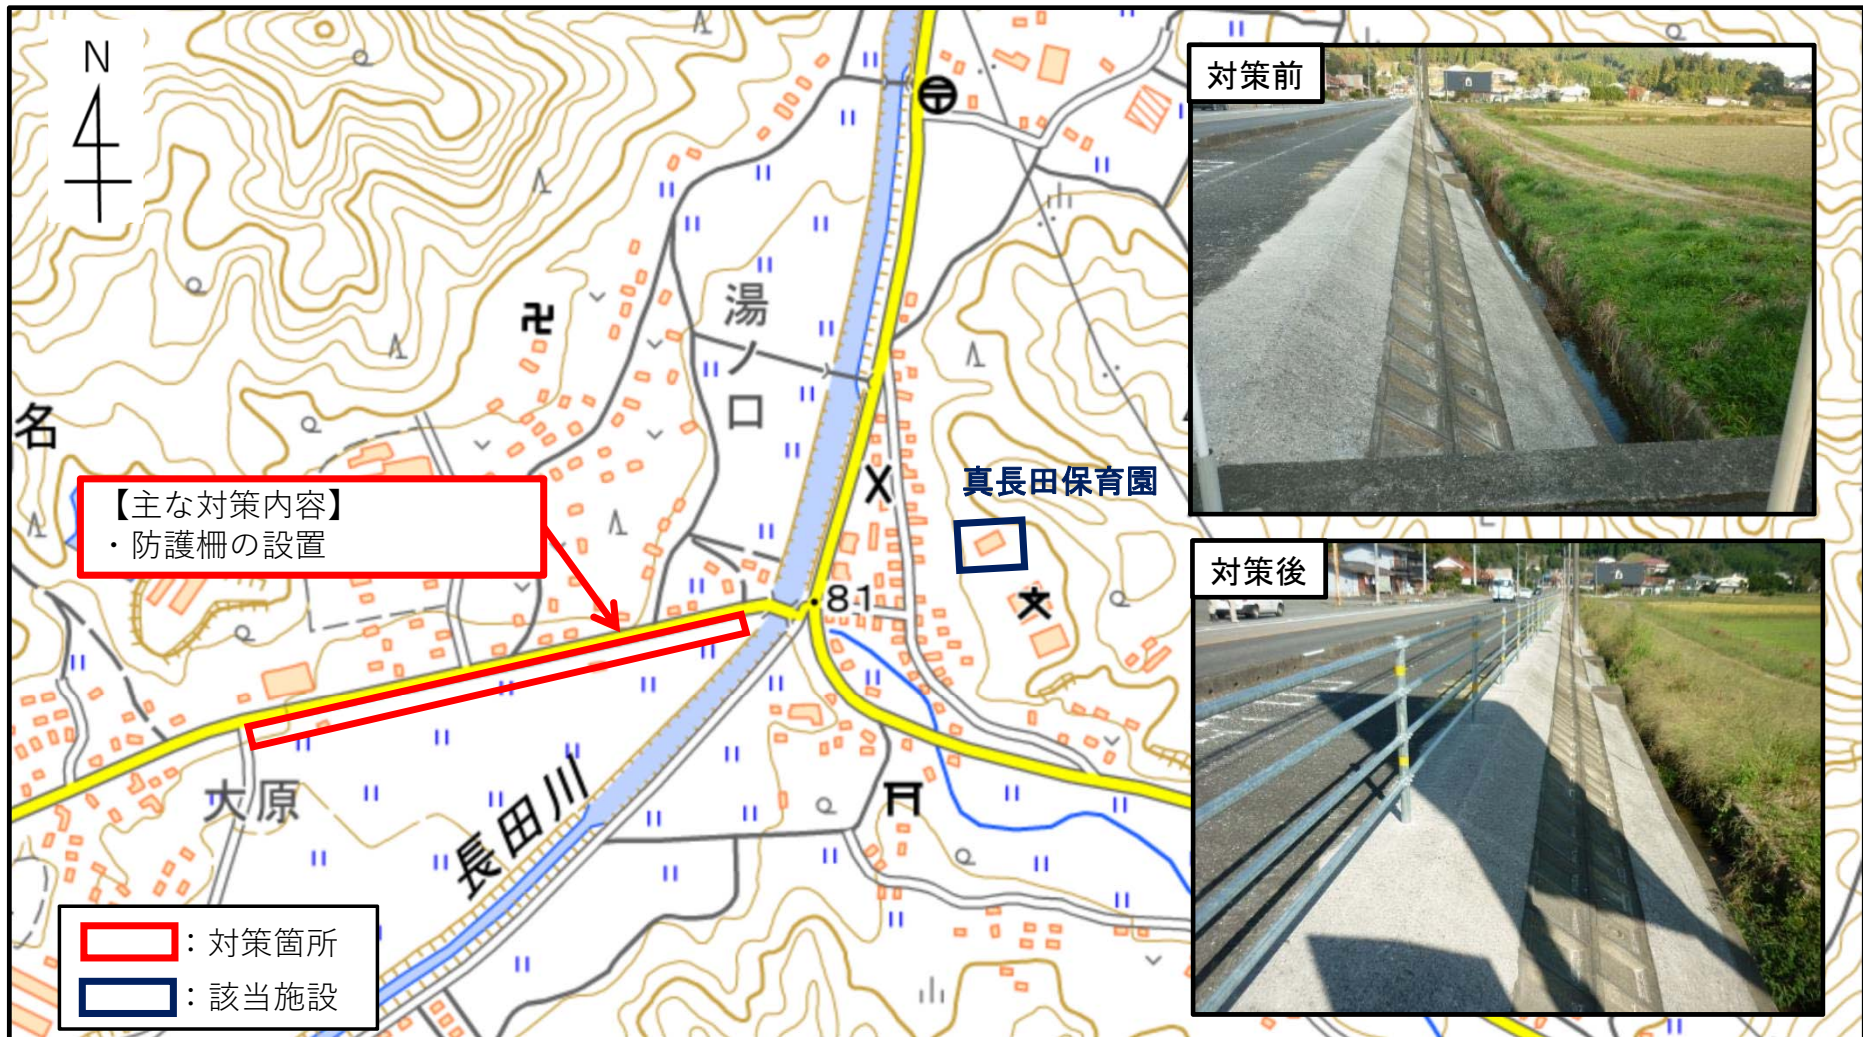 N
対策前
湯ノ口
名
真長田保育園
【主な対策内容】
・防護柵の設置
対策後
81
大原
長田川
：対策箇所
：該当施設